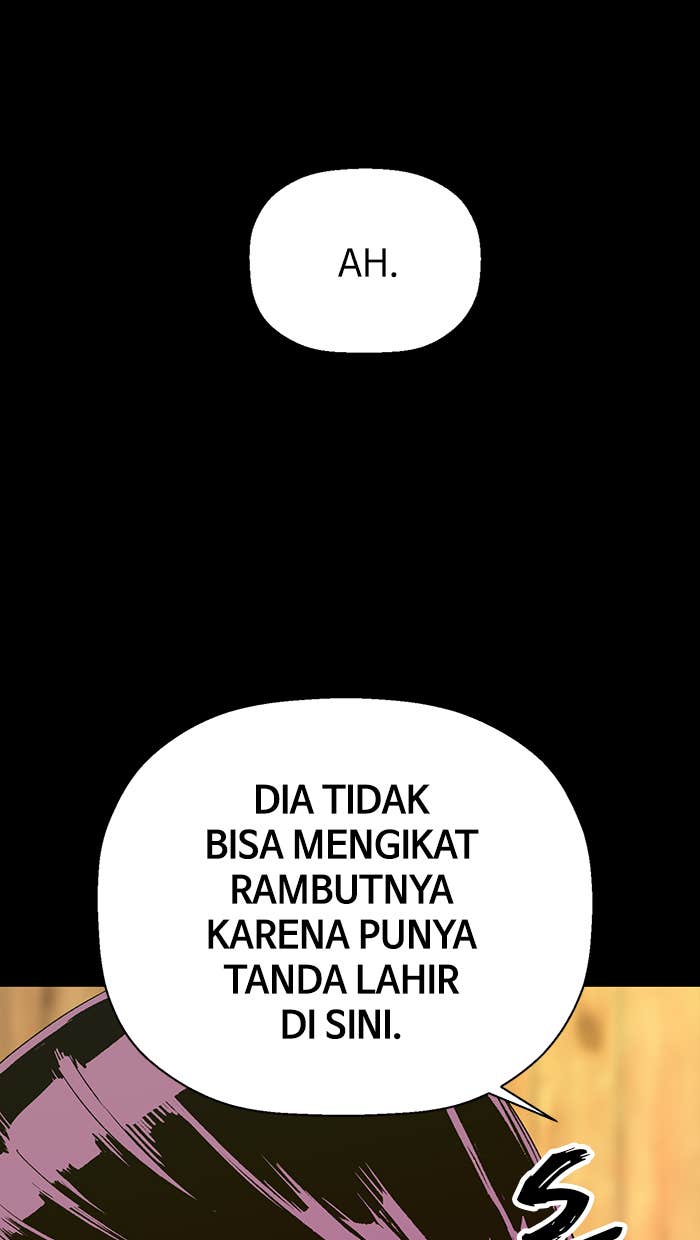 AH.
DIA TIDAK
BISA MENGIKAT
RAMBUTNYA
KARENA PUNYA
TANDA LAHIR
DI SINI.